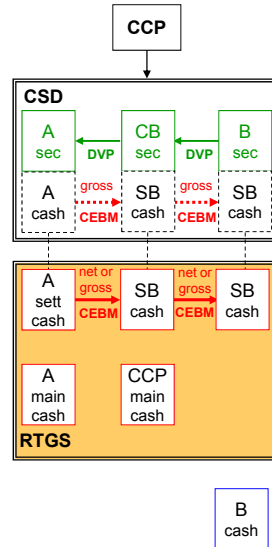 CCP
CSD
A CB B
sec sec sec
DVP DVP
A gross SB gross SB
cash CEBM cash CEBM cash
net or net or
A gross SB gross SB
sett CEBM cash CEBM cash
cash
A CCP
main main
cash cash
RTGS
B
cash